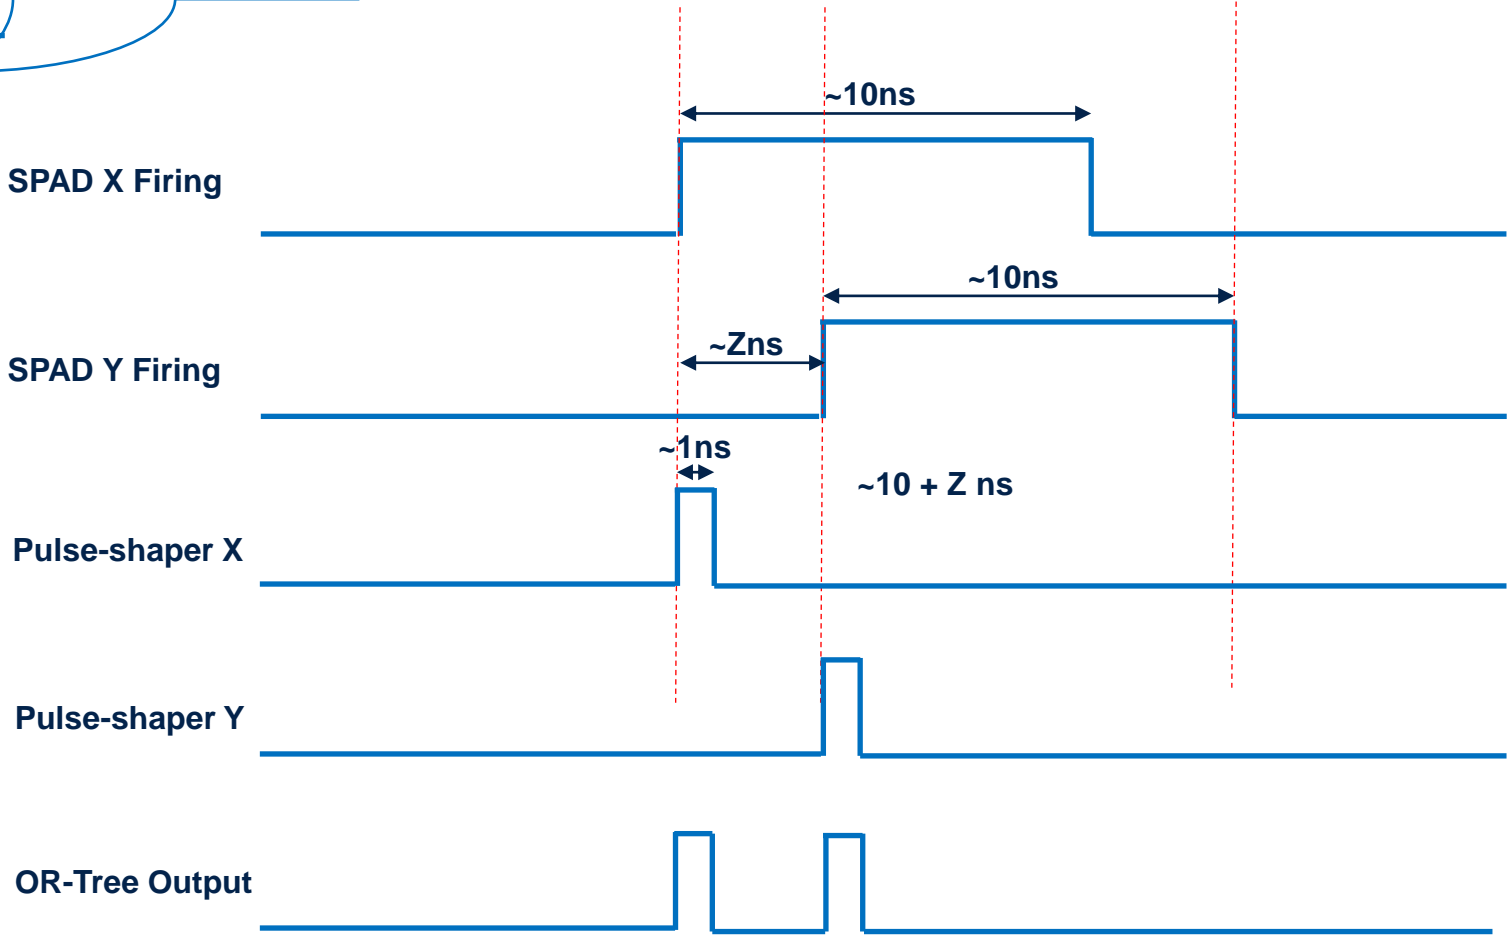 ~10ns
SPAD X Firing
~10ns
~Zns
SPAD Y Firing
~1ns
~10 + Z ns
Pulse-shaper X
Pulse-shaper Y
OR-Tree Output